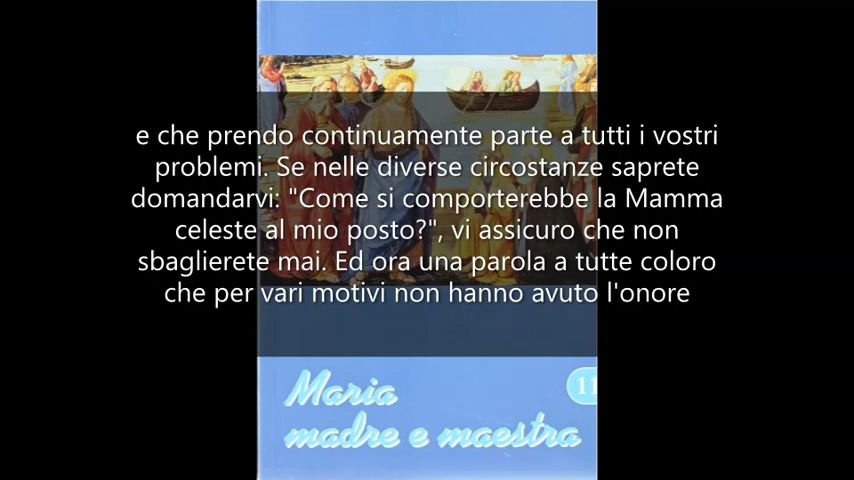 e che prendo continuamente parte a tutti i vostri
problemi. Se nelle diverse circostanze saprete
domandarvi: "Come si comporterebbe la Mamma
celeste al mio posto?", vi assicuro che non
sbaglierete mai. Ed ora una parola a tutte coloro
che per vari motivi non hanno avuto l'onore
Maria
11
madre e maestra